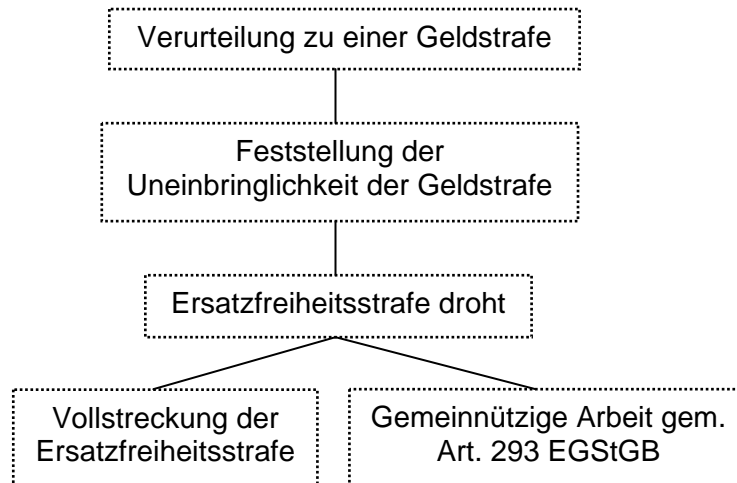 Verurteilung zu einer Geldstrafe
Feststellung der
Uneinbringlichkeit der Geldstrafe
Ersatzfreiheitsstrafe droht
Vollstreckung der
Ersatzfreiheitsstrafe
Gemeinnützige Arbeit gem.
Art. 293 EGStGB